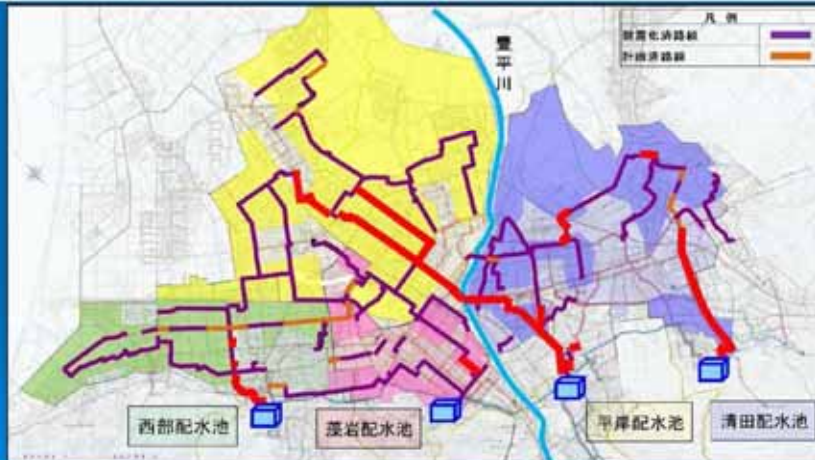 凡例
耐震化済路線
計画済路線
豊平川
西部配水池
藻岩配水池
平岸配水池
清田配水池